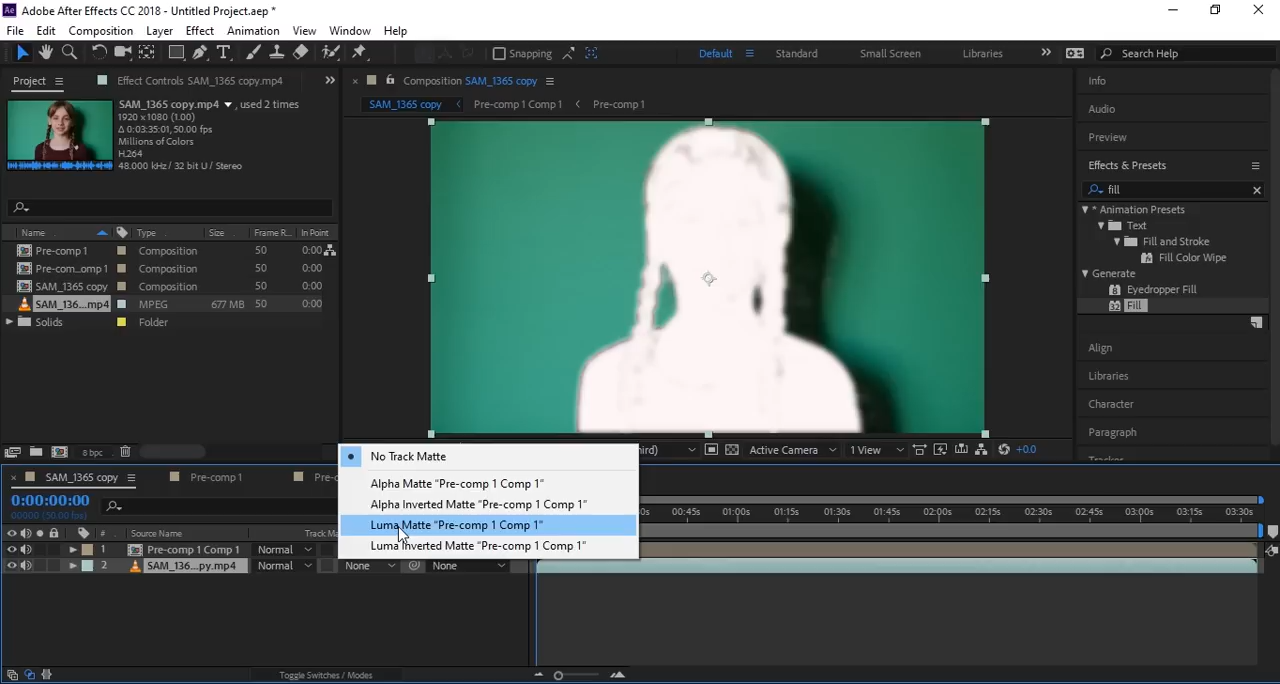 Ae Adobe After Effects CC 2018 - Untitled Project.aep *
File Edit Composition Layer Effect Animation View Window Help
T Snapping Default Standard Small Screen Libraries Search Help
Project Effect Controls SAM_1365 copy.mp4
SAM_1365 copy.mp4 , used 2 times
1920 x 1080 (1.00)
Δ 0:03:35:01, 50.00 fps
Millions of Colors
H.264
48.000 kHz / 32 bit U / Stereo
Name Type Size Frame R... In Point
Pre-comp 1 Composition 50 0:00
Pre-com...omp 1 Composition 50 0:00
SAM_1365 copy Composition 50 0:00
SAM_136....mp4 MPEG 677 MB 50 0:00
Solids Folder
8 bpc
Composition SAM_1365 copy
SAM_1365 copy Pre-comp 1 Comp 1 Pre-comp 1
Active Camera 1 View +0.0
Info
Audio
Preview
Effects & Presets
fill
* Animation Presets
Text
Fill and Stroke
Fill Color Wipe
Generate
Eyedropper Fill
32 Fill
Align
Libraries
Character
Paragraph
No Track Matte
Alpha Matte "Pre-comp 1 Comp 1"
Alpha Inverted Matte "Pre-comp 1 Comp 1"
Luma Matte "Pre-comp 1 Comp 1"
Luma Inverted Matte "Pre-comp 1 Comp 1"
SAM_1365 copy Pre-comp 1
0:00:00:00
00000 (50.00 fps)
00:45s 01:00s 01:15s 01:30s 01:45s 02:00s 02:15s 02:30s 02:45s 03:00s 03:15s 03:30s
# Source Name
1 Pre-comp 1 Comp 1 Normal
2 SAM_136...py.mp4 Normal None None
Toggle Switches / Modes